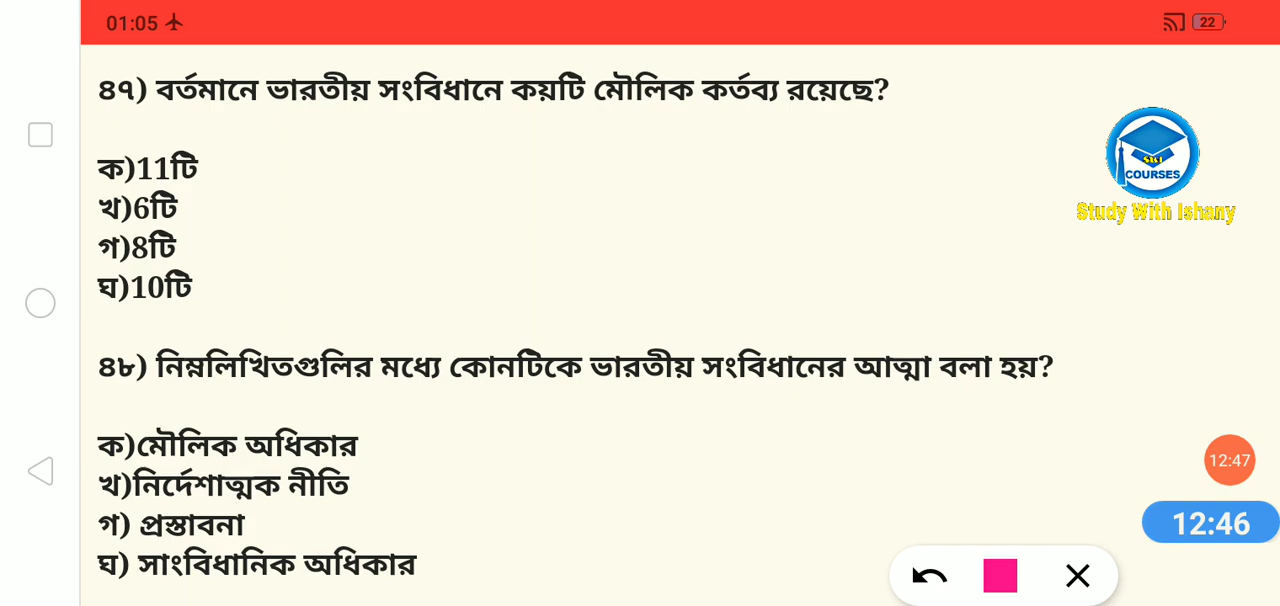 01:05
22
৪৭) বর্তমানে ভারতীয় সংবিধানে কয়টি মৌলিক কর্তব্য রয়েছে?
ক)11টি
খ)6টি
গ)8টি
ঘ)10টি
SWI
COURSES
Study With Ishany
৪৮) নিম্নলিখিতগুলির মধ্যে কোনটিকে ভারতীয় সংবিধানের আত্মা বলা হয়?
ক)মৌলিক অধিকার
খ)নির্দেশাত্মক নীতি
গ) প্রস্তাবনা
ঘ) সাংবিধানিক অধিকার
12:47
12:46